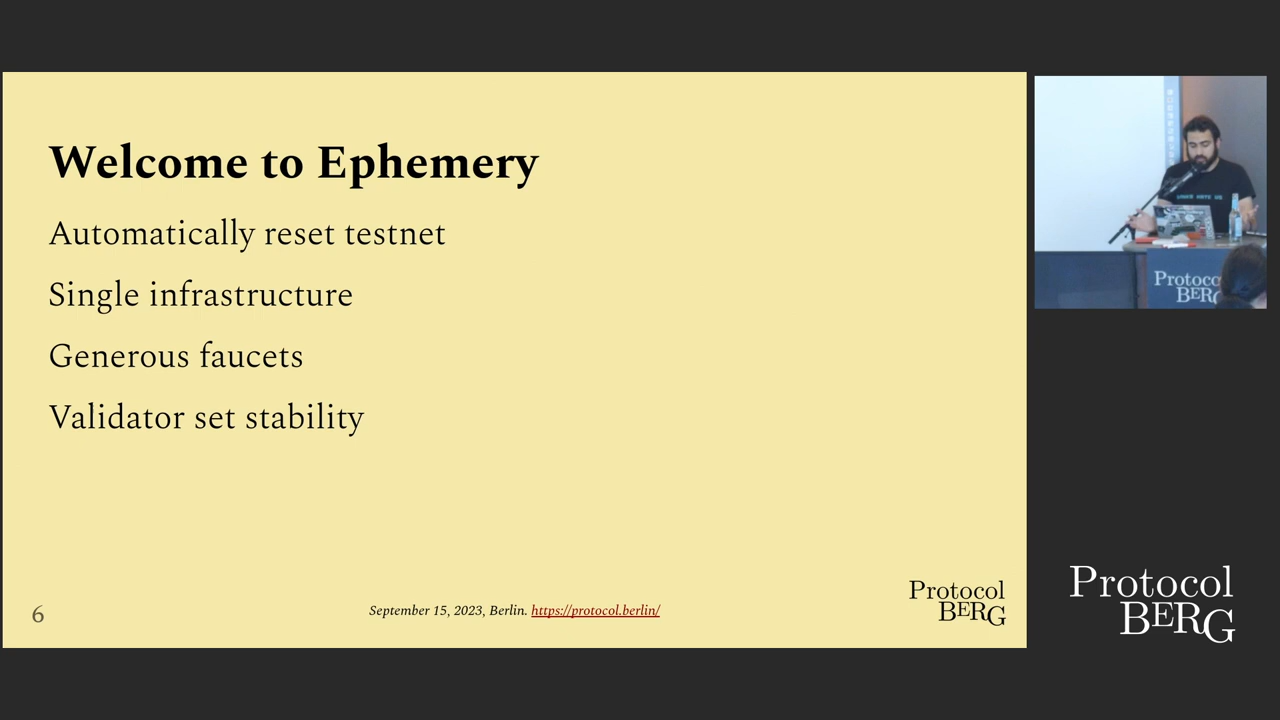 Welcome to Ephemery
Automatically reset testnet
Single infrastructure
Generous faucets
Validator set stability
6
September 15, 2023, Berlin. https://protocol.berlin/
Protocol
BERG
Protocol
BERG